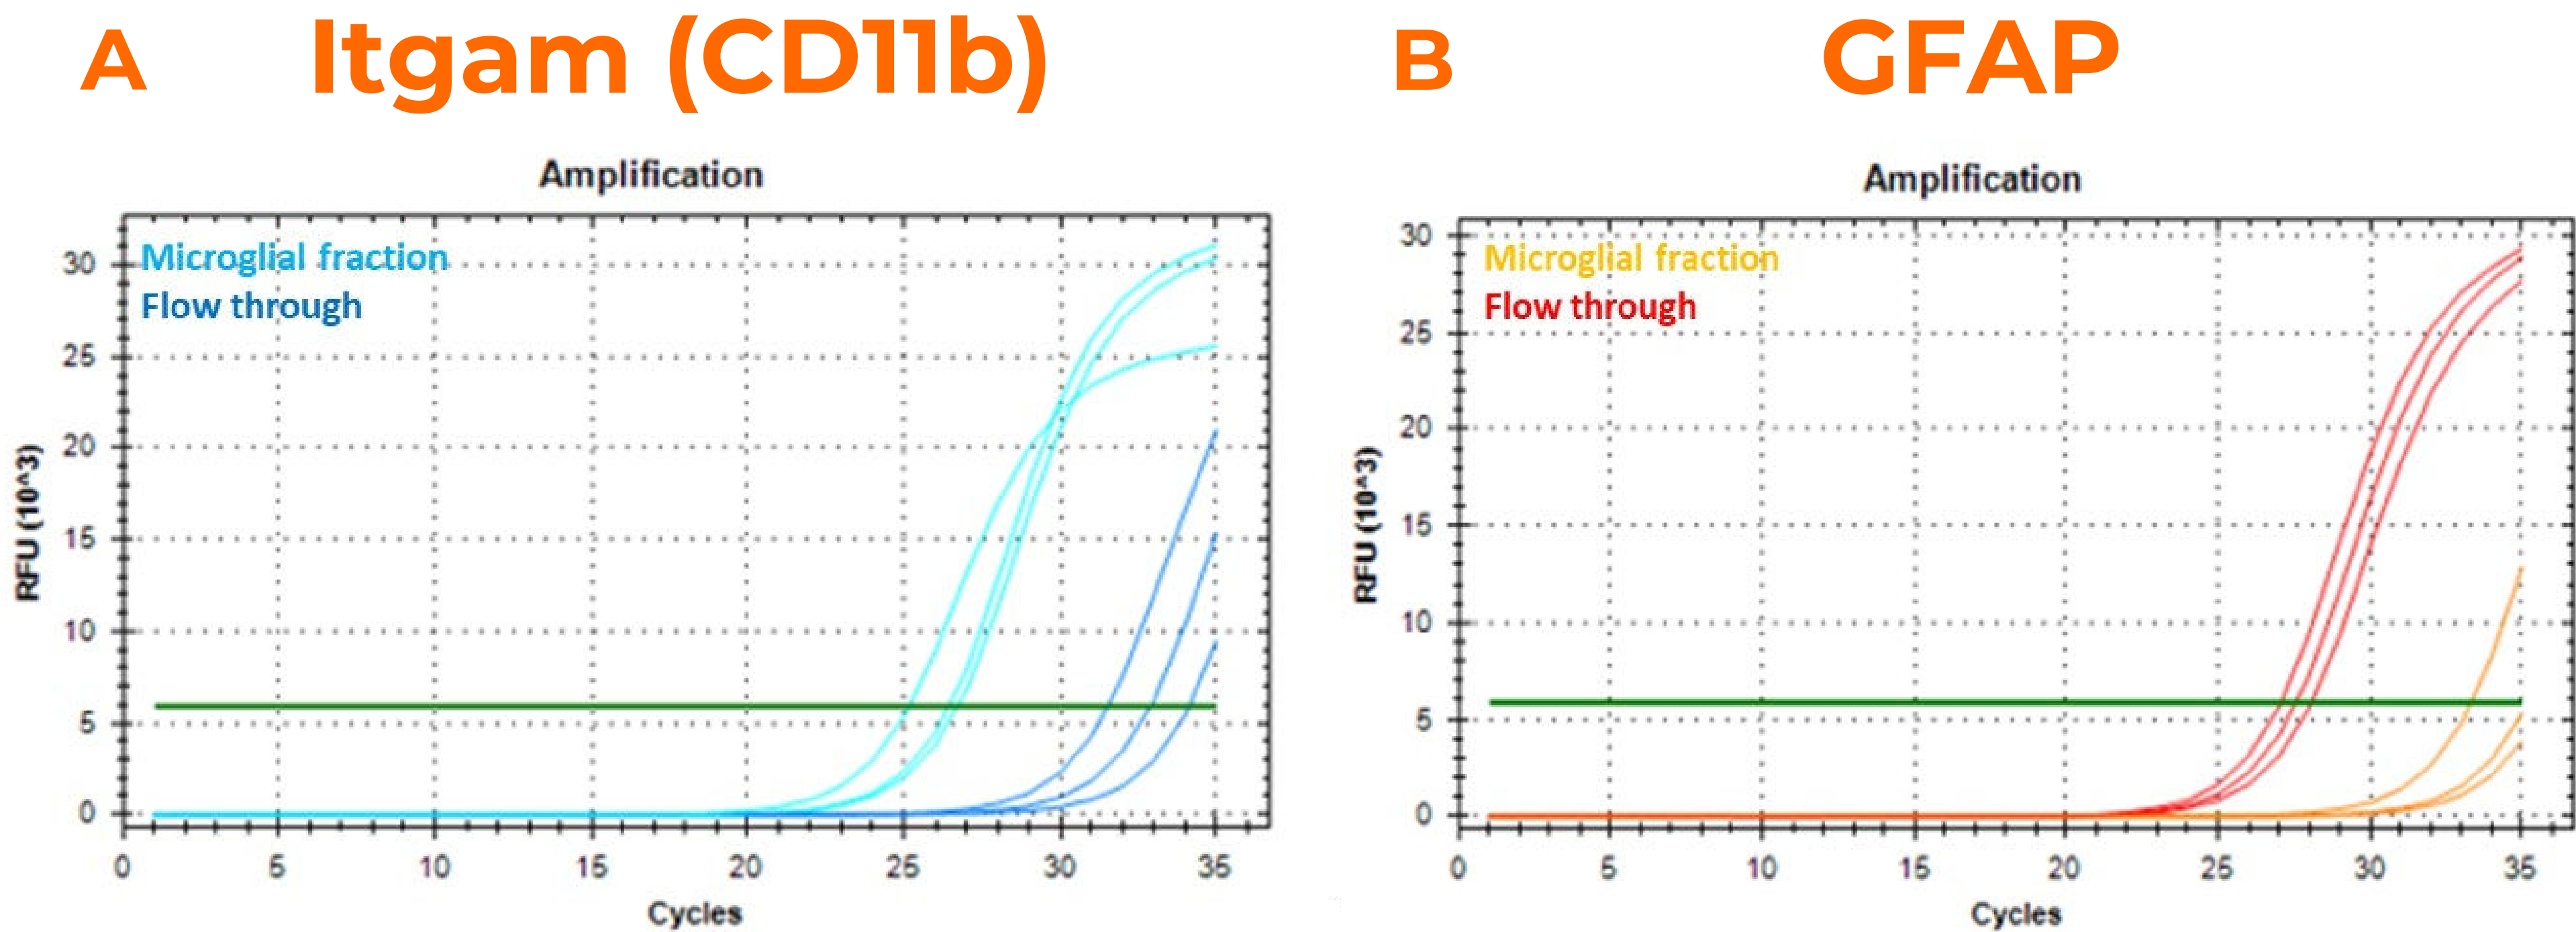 A Itgam (CD11b)
Amplification
Microglial fraction
Flow through
RFU (10^3)
30
25
20
15
10
5
0
0 5 10 15 20 25 30 35
Cycles
B GFAP
Amplification
Microglial fraction
Flow through
RFU (10^3)
30
25
20
15
10
5
0
0 5 10 15 20 25 30 35
Cycles